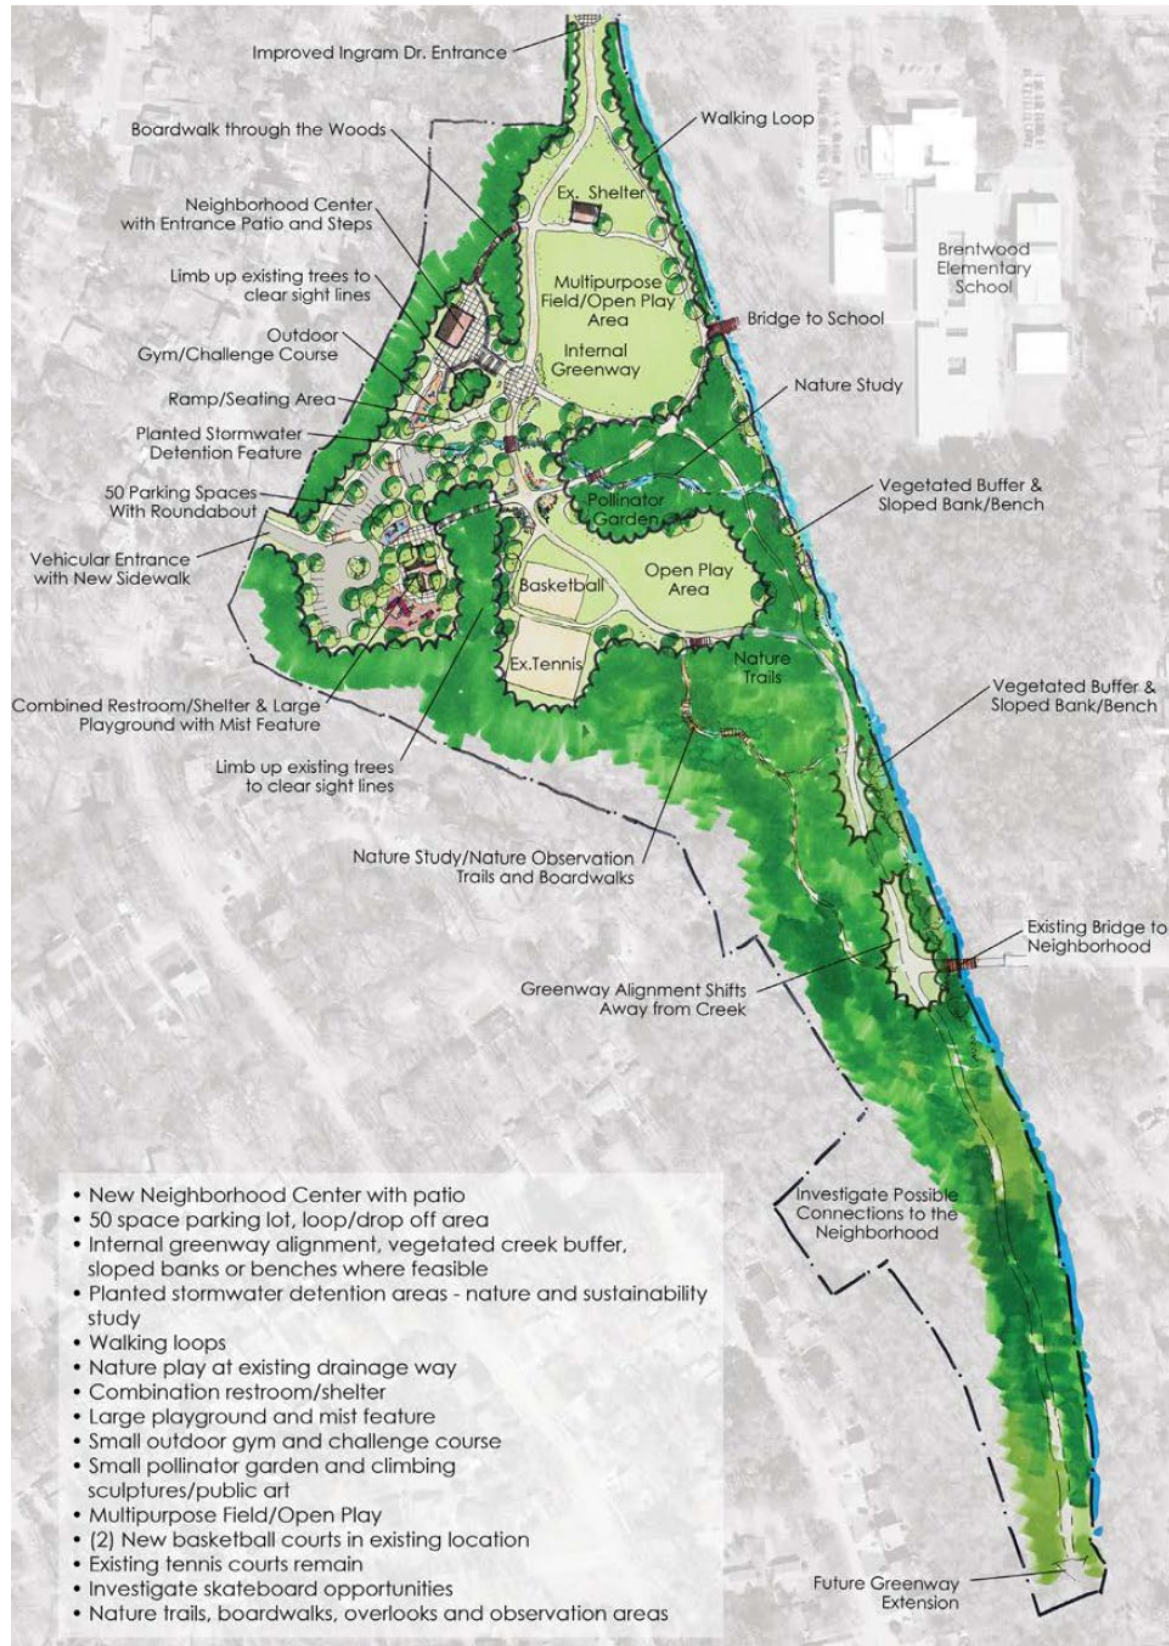 Improved Ingram Dr. Entrance
Boardwalk through the Woods
Walking Loop
Ex. Shelter
Neighborhood Center
with Entrance Patio and Steps
Limb up existing trees to
clear sight lines
Multipurpose
Field/Open Play
Area
Brentwood
Elementary
School
Bridge to School
Outdoor
Gym/Challenge Course
Internal
Greenway
Nature Study
Ramp/Seating Area
Planted Stormwater
Detention Feature
50 Parking Spaces
With Roundabout
Pollinator
Garden
Vegetated Buffer &
Sloped Bank/Bench
Vehicular Entrance
with New Sidewalk
Basketball
Open Play
Area
Ex.Tennis
Nature
Trails
Combined Restroom/Shelter & Large
Playground with Mist Feature
Vegetated Buffer &
Sloped Bank/Bench
Limb up existing trees
to clear sight lines
Nature Study/Nature Observation
Trails and Boardwalks
Existing Bridge to
Neighborhood
Greenway Alignment Shifts
Away from Creek
Investigate Possible
Connections to the
Neighborhood
• New Neighborhood Center with patio
• 50 space parking lot, loop/drop off area
• Internal greenway alignment, vegetated creek buffer,
sloped banks or benches where feasible
• Planted stormwater detention areas - nature and sustainability
study
• Walking loops
• Nature play at existing drainage way
• Combination restroom/shelter
• Large playground and mist feature
• Small outdoor gym and challenge course
• Small pollinator garden and climbing
sculptures/public art
• Multipurpose Field/Open Play
• (2) New basketball courts in existing location
• Existing tennis courts remain
• Investigate skateboard opportunities
• Nature trails, boardwalks, overlooks and observation areas
Future Greenway
Extension